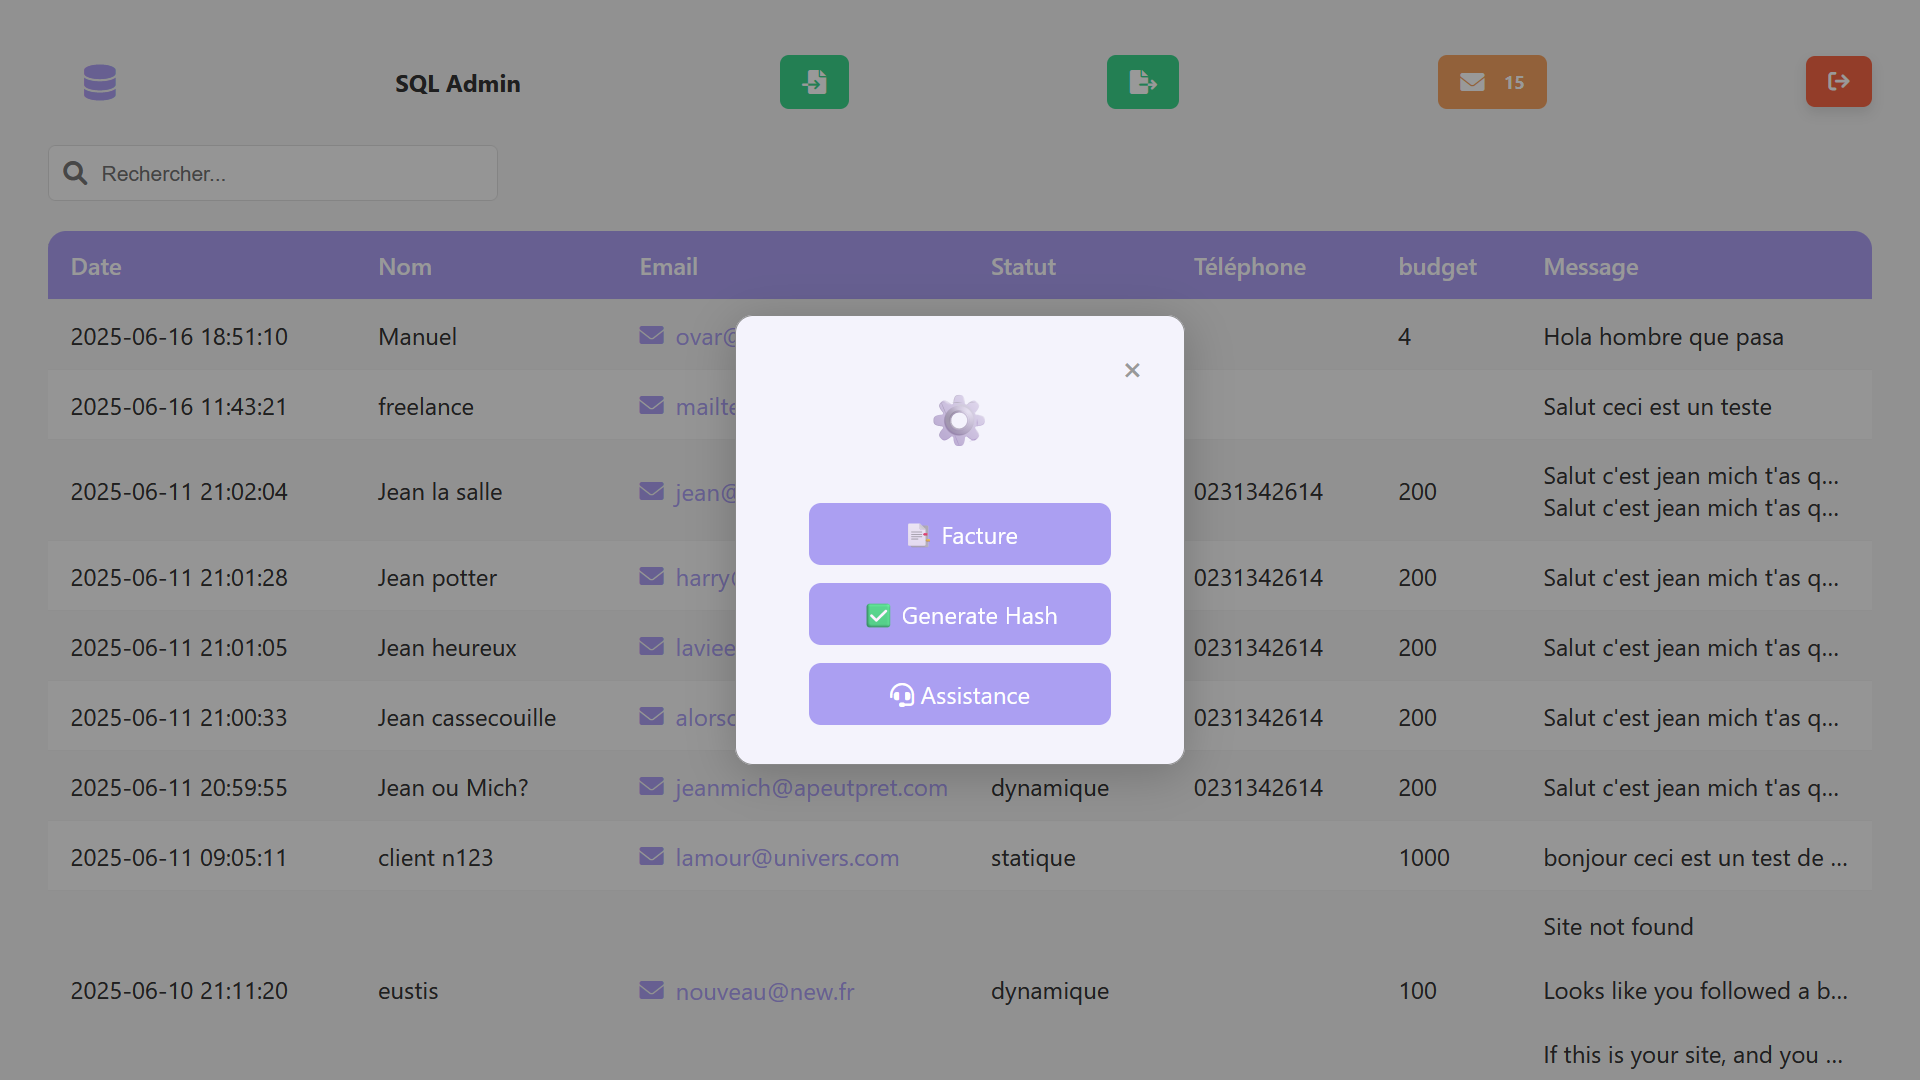 SQL Admin
15
Rechercher...
Date Nom Email Statut Téléphone budget Message
2025-06-16 18:51:10 Manuel ovar@ 4 Hola hombre que pasa
2025-06-16 11:43:21 freelance Salut ceci est un teste
2025-06-11 21:02:04 Jean la salle jean@ 0231342614 200 Salut c'est jean mich t'as q...
Salut c'est jean mich t'as q...
2025-06-11 21:01:28 Jean potter harry 0231342614 200 Salut c'est jean mich t'as q...
2025-06-11 21:01:05 Jean heureux laviee 0231342614 200 Salut c'est jean mich t'as q...
2025-06-11 21:00:33 Jean cassecouille 0231342614 200 Salut c'est jean mich t'as q...
2025-06-11 20:59:55 Jean ou Mich? jeanmich@apeutpret.com dynamique 0231342614 200 Salut c'est jean mich t'as q...
2025-06-11 09:05:11 client n123 lamour@univers.com statique 1000 bonjour ceci est un test de ...
Site not found
2025-06-10 21:11:20 eustis nouveau@new.fr dynamique 100 Looks like you followed a b...
If this is your site, and you ...
×
Facture
Generate Hash
Assistance